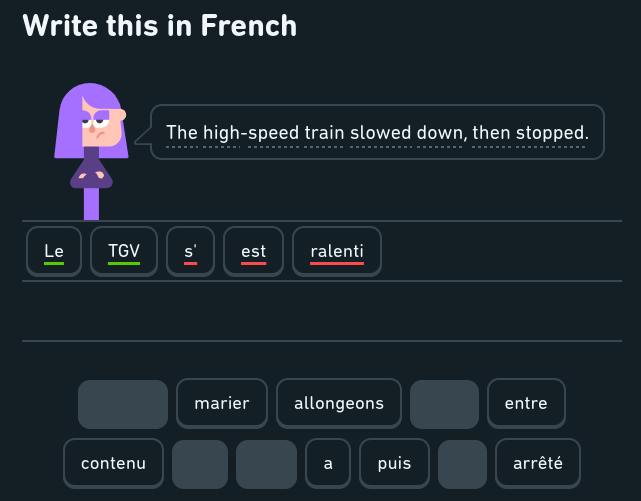 Write this in French
The high-speed train slowed down, then stopped.
Le TGV s' est ralenti
marier allongeons entre
contenu a puis arrêté